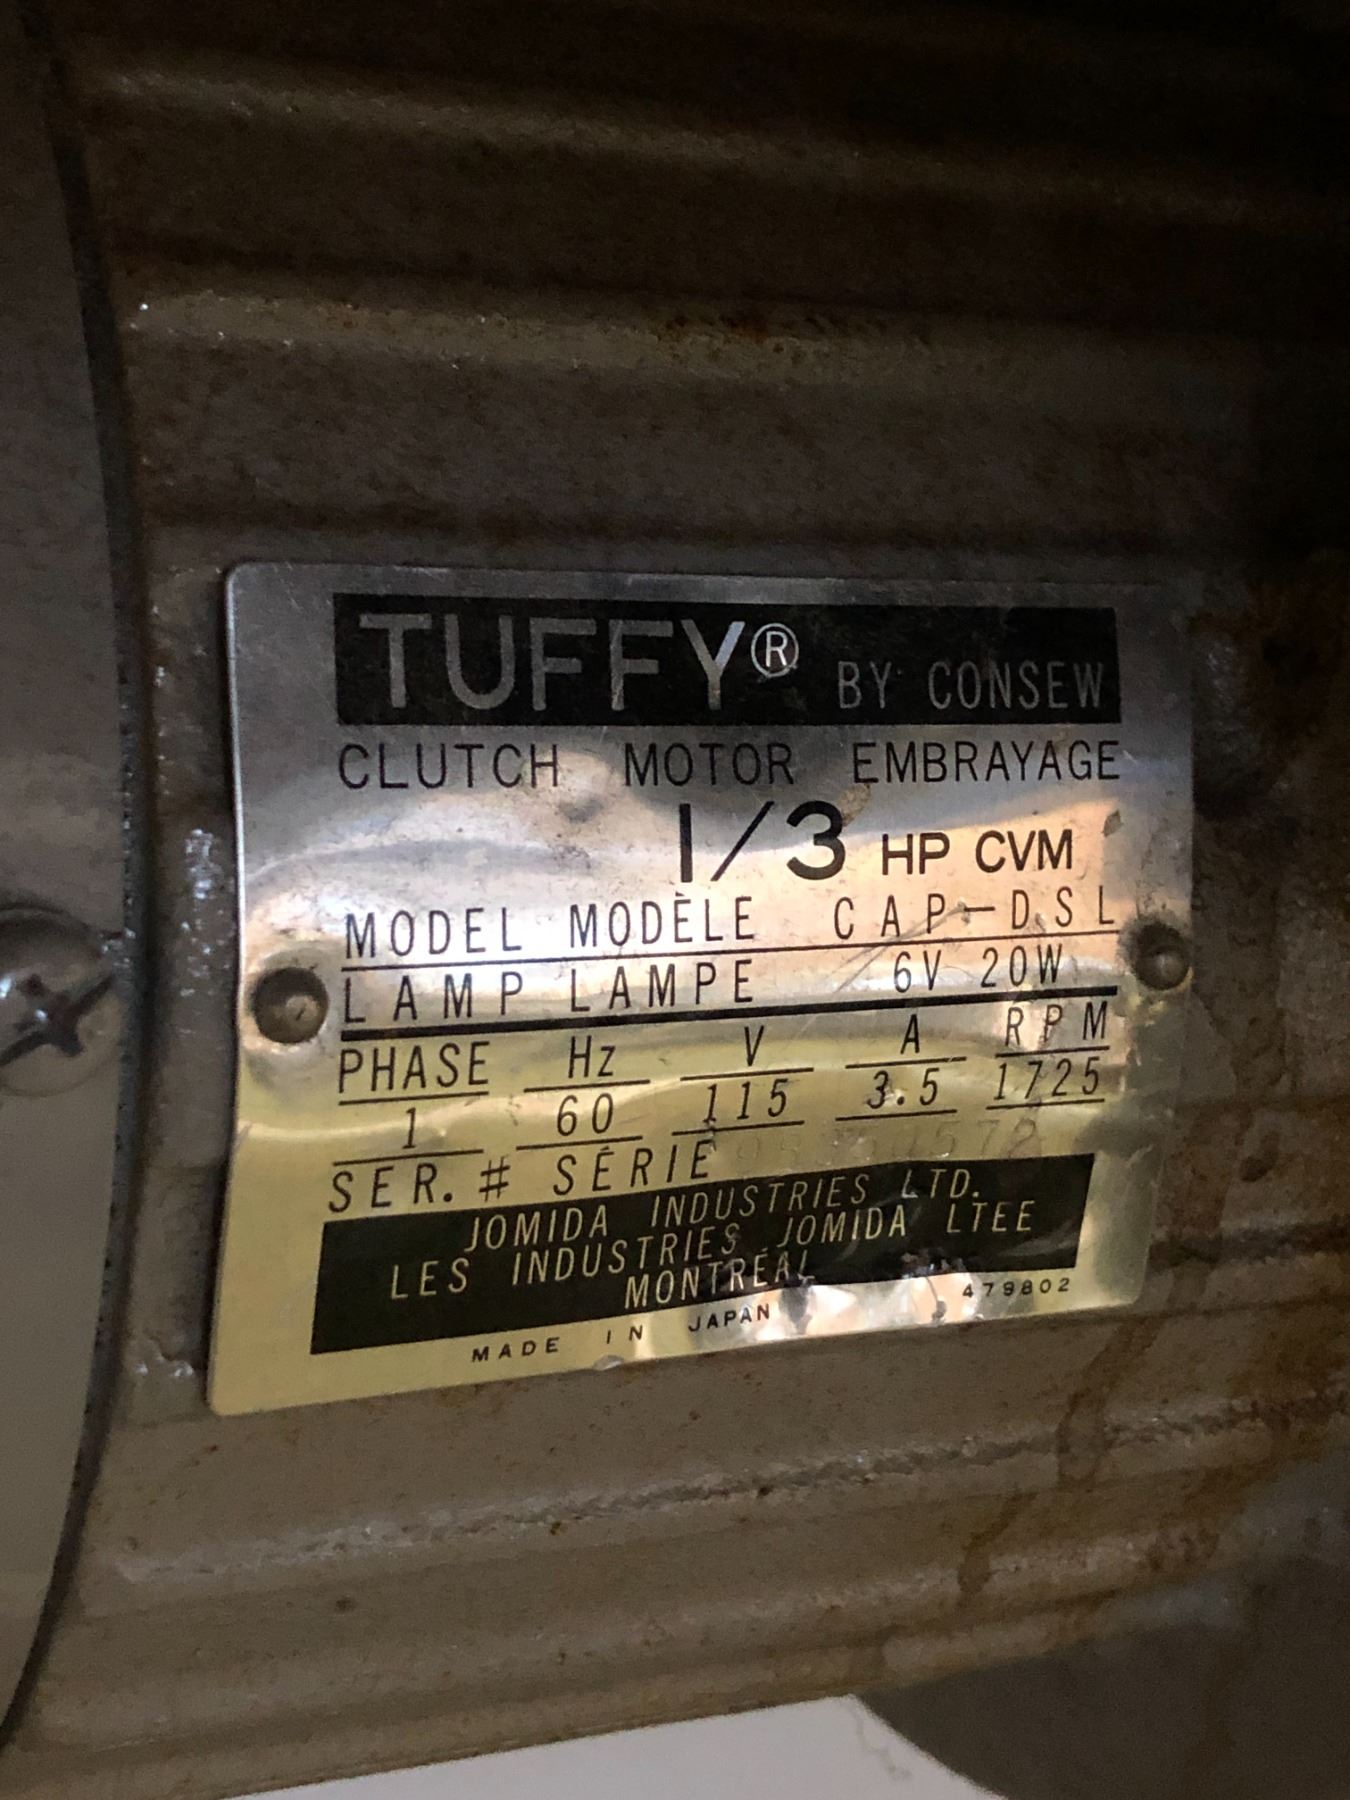 TUFFY® BY CONSEW
CLUTCH MOTOR EMBRAYAGE
1/3 HP CVM
MODEL MODÈLE CAP-DSL
LAMP LAMPE 6V 20W
PHASE Hz V A RPM
1 60 115 3.5 1725
SER. # SÉRIE
JOMIDA INDUSTRIES LTD.
LES INDUSTRIES JOMIDA LTEE
MONTRÉAL
MADE IN JAPAN 479802